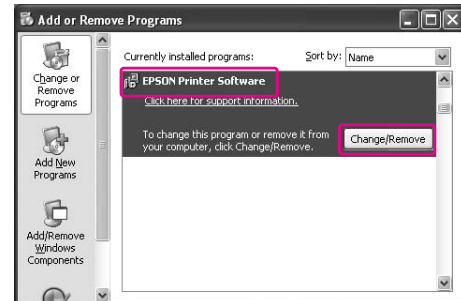 Add or Remove Programs
Change or
Remove
Programs
Add New
Programs
Add/Remove
Windows
Components
Currently installed programs:
Sort by: Name
EPSON Printer Software
Click here for support information.
To change this program or remove it from
your computer, click Change/Remove.
Change/Remove